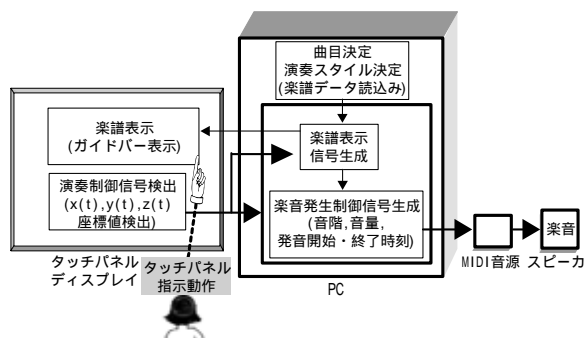 曲目決定
演奏スタイル決定
(楽譜データ読込み)
楽譜表示
(ガイドバー表示)
楽譜表示
信号生成
演奏制御信号検出
(x(t),y(t),z(t)
座標値検出)
楽音発生制御信号生成
(音階,音量,
発音開始・終了時刻)
楽音
タッチパネル
ディスプレイ
タッチパネル
指示動作
PC
MIDI音源
スピーカ